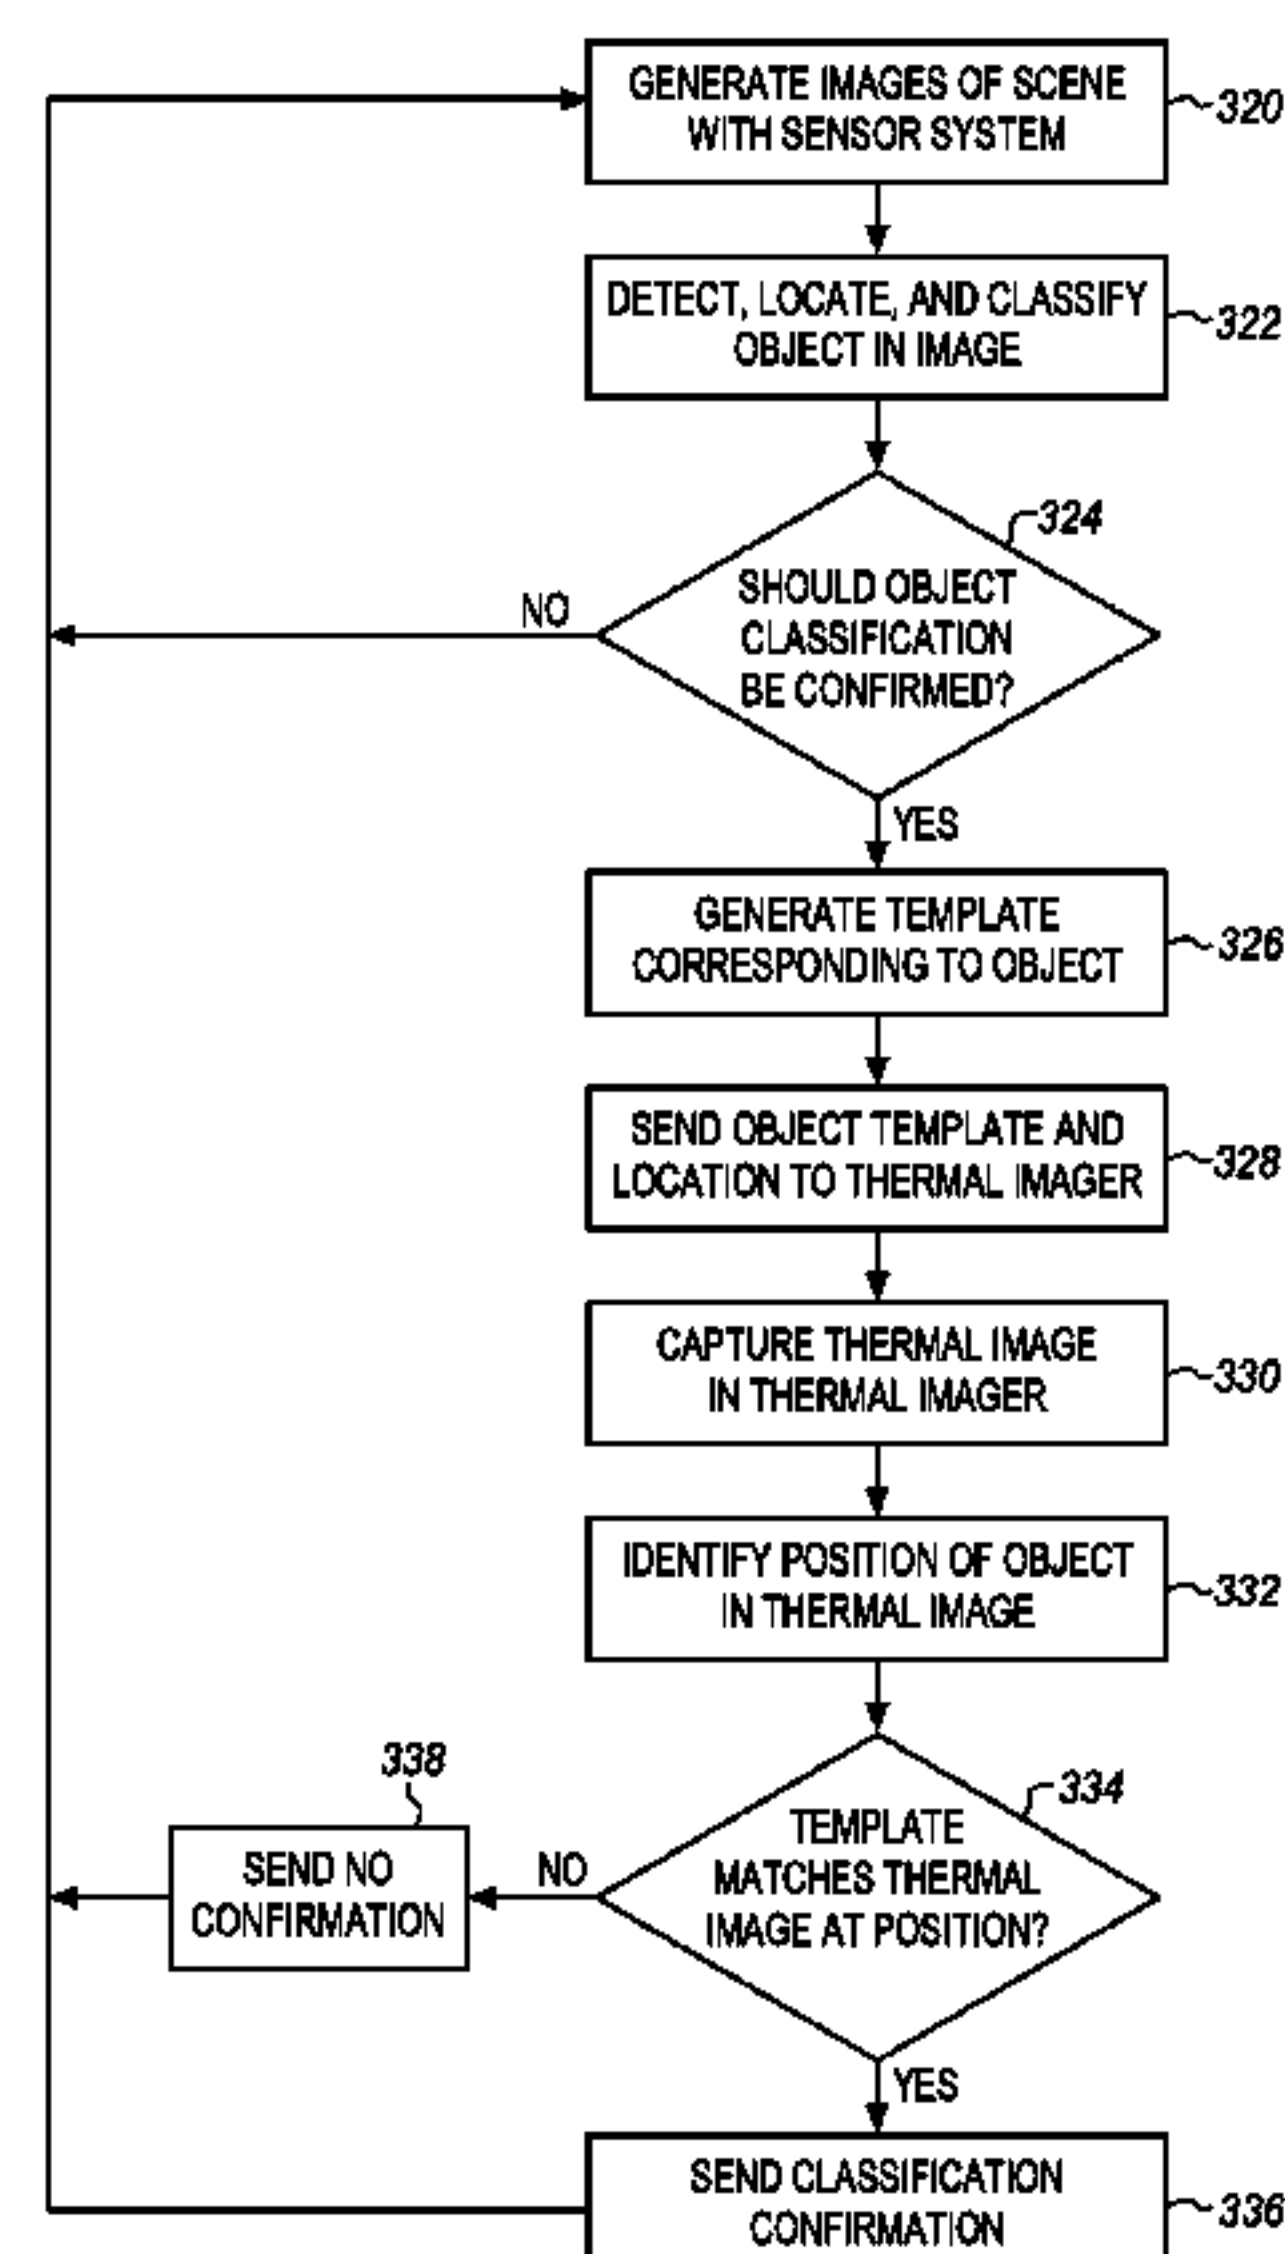 GENERATE IMAGES OF SCENE
WITH SENSOR SYSTEM
320
DETECT, LOCATE, AND CLASSIFY
OBJECT IN IMAGE
322
324
SHOULD OBJECT
CLASSIFICATION
BE CONFIRMED?
NO
YES
GENERATE TEMPLATE
CORRESPONDING TO OBJECT
326
SEND OBJECT TEMPLATE AND
LOCATION TO THERMAL IMAGER
328
CAPTURE THERMAL IMAGE
IN THERMAL IMAGER
330
IDENTIFY POSITION OF OBJECT
IN THERMAL IMAGE
332
334
TEMPLATE
MATCHES THERMAL
IMAGE AT POSITION?
NO
338
SEND NO
CONFIRMATION
YES
SEND CLASSIFICATION
CONFIRMATION
336